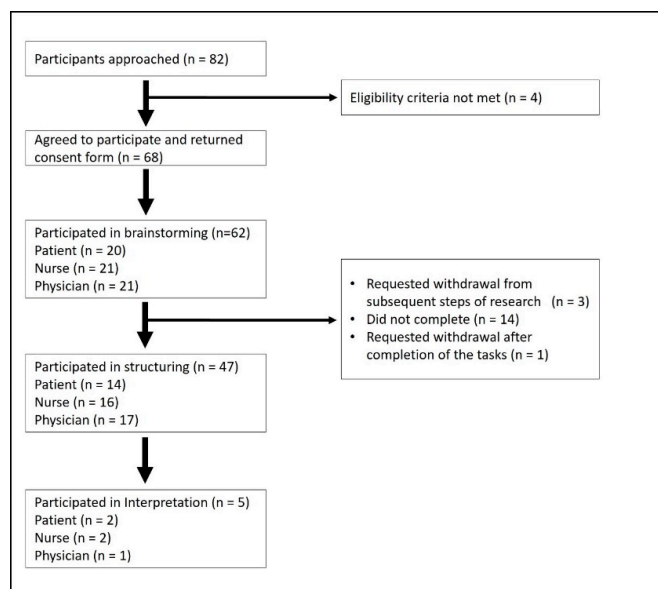 Participants approached (n = 82)
Eligibility criteria not met (n = 4)
Agreed to participate and returned
consent form (n = 68)
Participated in brainstorming (n=62)
Patient (n = 20)
Nurse (n = 21)
Physician (n = 21)
• Requested withdrawal from
subsequent steps of research (n = 3)
• Did not complete (n = 14)
• Requested withdrawal after
completion of the tasks (n = 1)
Participated in structuring (n = 47)
Patient (n = 14)
Nurse (n = 16)
Physician (n = 17)
Participated in Interpretation (n = 5)
Patient (n = 2)
Nurse (n = 2)
Physician (n = 1)